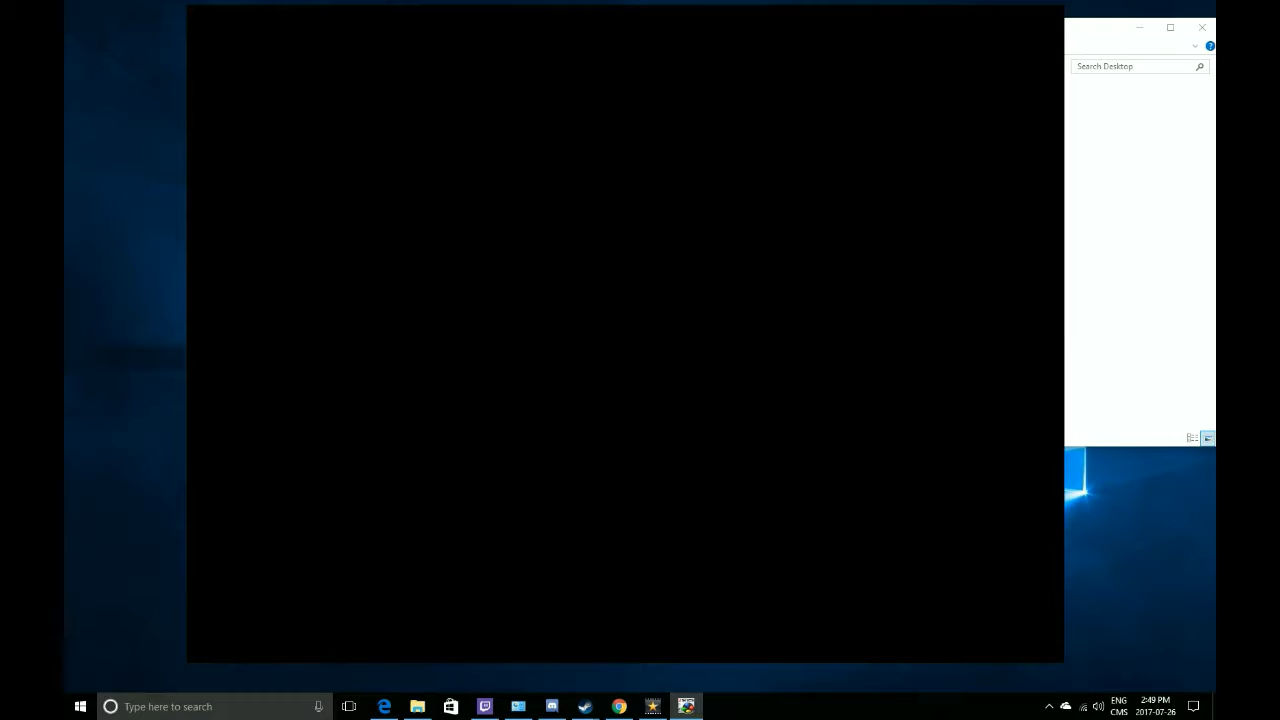 Search Desktop
Type here to search
ENG
CMS
2:49 PM
2017-07-26